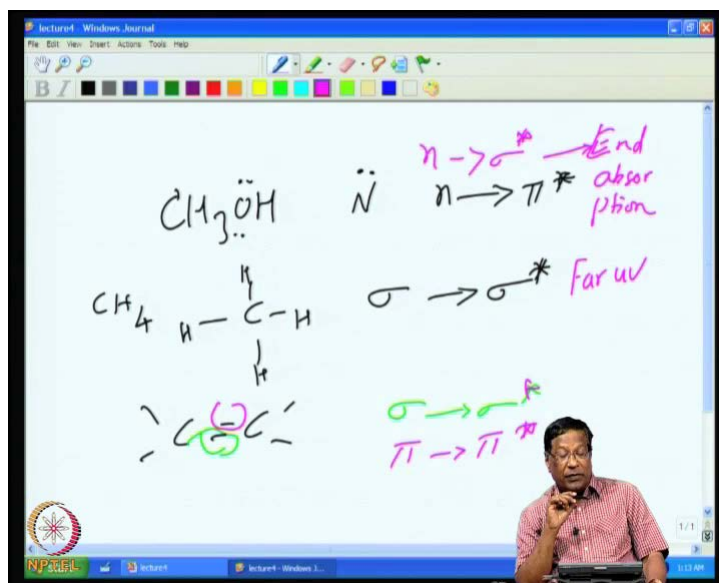 lecture4 - Windows Journal
File Edit View Insert Actions Tools Help
B I
n -> σ* -> End
absor
ption
CH3ÖH N̈ n -> π*
CH4
H
H - C - H
H
σ -> σ* Far uv
C = C
σ -> σ*
π -> π*
1/1
NPTEL
start
lecture4
lecture4 - Windows J...
1:13 AM